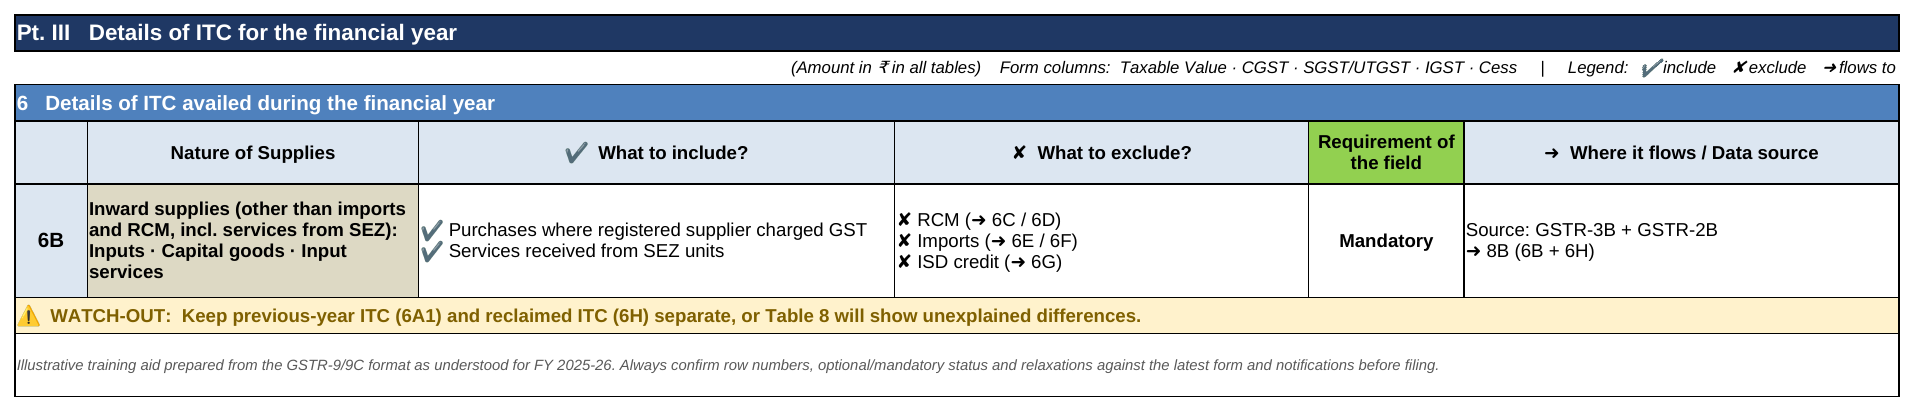 Pt. III Details of ITC for the financial year
(Amount in ₹ in all tables) Form columns: Taxable Value · CGST · SGST/UTGST · IGST · Cess | Legend: ✔ include ✘ exclude ➜ flows to
6 Details of ITC availed during the financial year
Nature of Supplies
✔ What to include?
✘ What to exclude?
Requirement of
the field
➜ Where it flows / Data source
6B
Inward supplies (other than imports
and RCM, incl. services from SEZ):
Inputs · Capital goods · Input
services
✔ Purchases where registered supplier charged GST
✔ Services received from SEZ units
✘ RCM (➜ 6C / 6D)
✘ Imports (➜ 6E / 6F)
✘ ISD credit (➜ 6G)
Mandatory
Source: GSTR-3B + GSTR-2B
➜ 8B (6B + 6H)
⚠ WATCH-OUT: Keep previous-year ITC (6A1) and reclaimed ITC (6H) separate, or Table 8 will show unexplained differences.
Illustrative training aid prepared from the GSTR-9/9C format as understood for FY 2025-26. Always confirm row numbers, optional/mandatory status and relaxations against the latest form and notifications before filing.